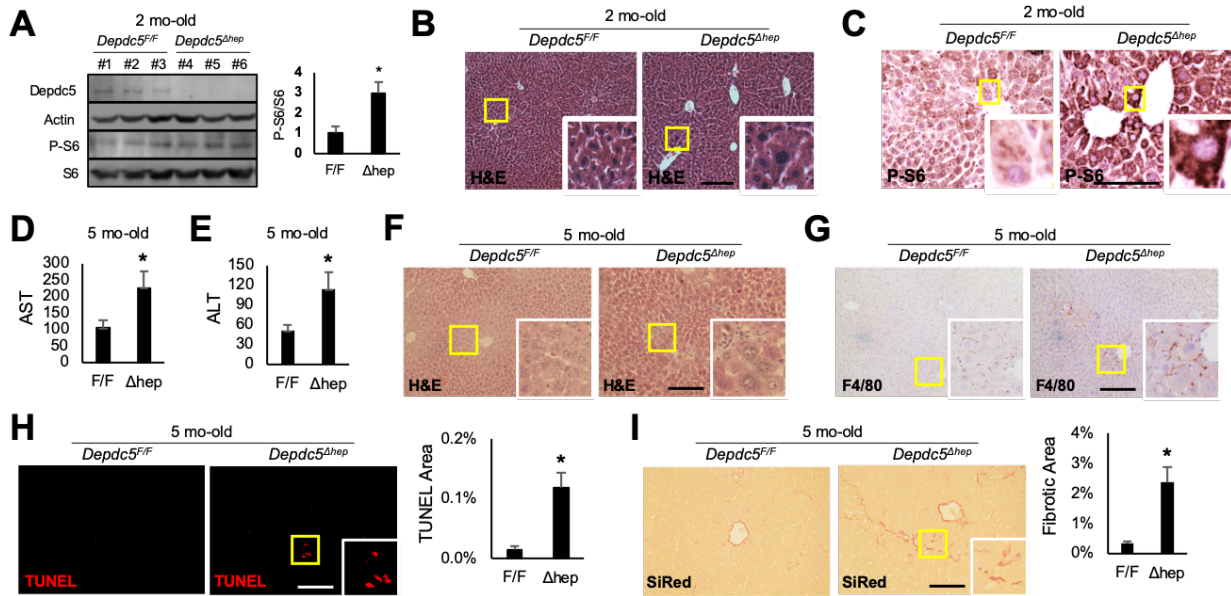 A
2 mo-old
Depdc5F/F Depdc5Δhep
#1 #2 #3 #4 #5 #6
Depdc5
Actin
P-S6
S6
P-S6/S6
4
3
2
1
0
*
F/F Δhep
B
2 mo-old
Depdc5F/F Depdc5Δhep
H&E H&E
C
2 mo-old
Depdc5F/F Depdc5Δhep
P-S6 P-S6
D
5 mo-old
AST
300
250
200
150
100
50
0
*
F/F Δhep
E
5 mo-old
ALT
150
120
90
60
30
0
*
F/F Δhep
F
5 mo-old
Depdc5F/F Depdc5Δhep
H&E H&E
G
5 mo-old
Depdc5F/F Depdc5Δhep
F4/80 F4/80
H
5 mo-old
Depdc5F/F Depdc5Δhep
TUNEL TUNEL
TUNEL Area
0.2%
0.1%
0.0%
*
F/F Δhep
I
5 mo-old
Depdc5F/F Depdc5Δhep
SiRed SiRed
Fibrotic Area
4%
3%
2%
1%
0%
*
F/F Δhep